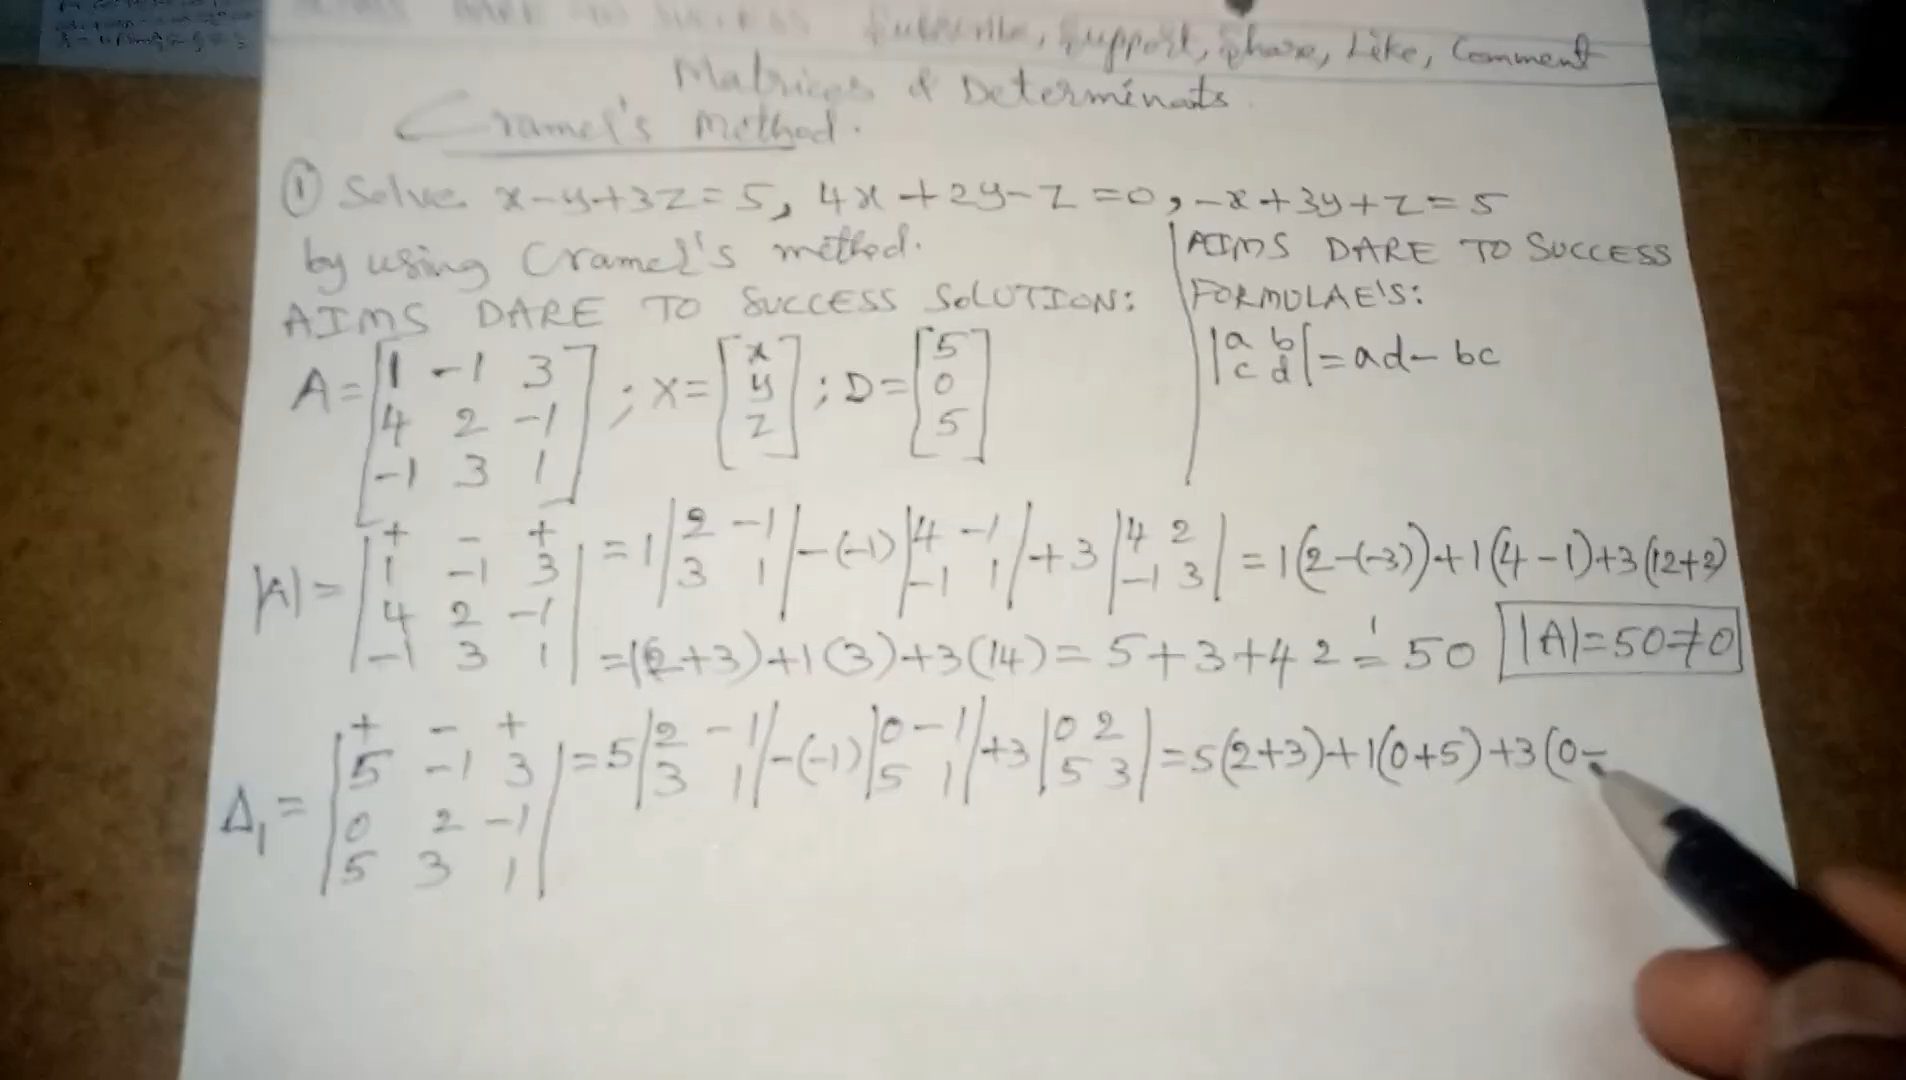 Subscribe, Support, Share, Like, Comment
Matrices & Determinats.
Cramel's method.
① Solve x-y+3z=5, 4x+2y-z=0, -x+3y+z=5
by using Cramel's method.
AIMS DARE TO SUCCESS
AIMS DARE TO SUCCESS SOLUTION:
FORMULAE'S:
A=[1 -1 3; 4 2 -1; -1 3 1]; X=[x; y; z]; D=[5; 0; 5]
|a b; c d|=ad-bc
+ - +
|A|=|1 -1 3; 4 2 -1; -1 3 1|=1|2 -1; 3 1|-(-1)|4 -1; -1 1|+3|4 2; -1 3|=1(2-(-3))+1(4-1)+3(12+2)
=1(2+3)+1(3)+3(14)=5+3+42=50 |A|=50≠0
+ - +
Δ₁=|5 -1 3; 0 2 -1; 5 3 1|=5|2 -1; 3 1|-(-1)|0 -1; 5 1|+3|0 2; 5 3|=5(2+3)+1(0+5)+3(0-